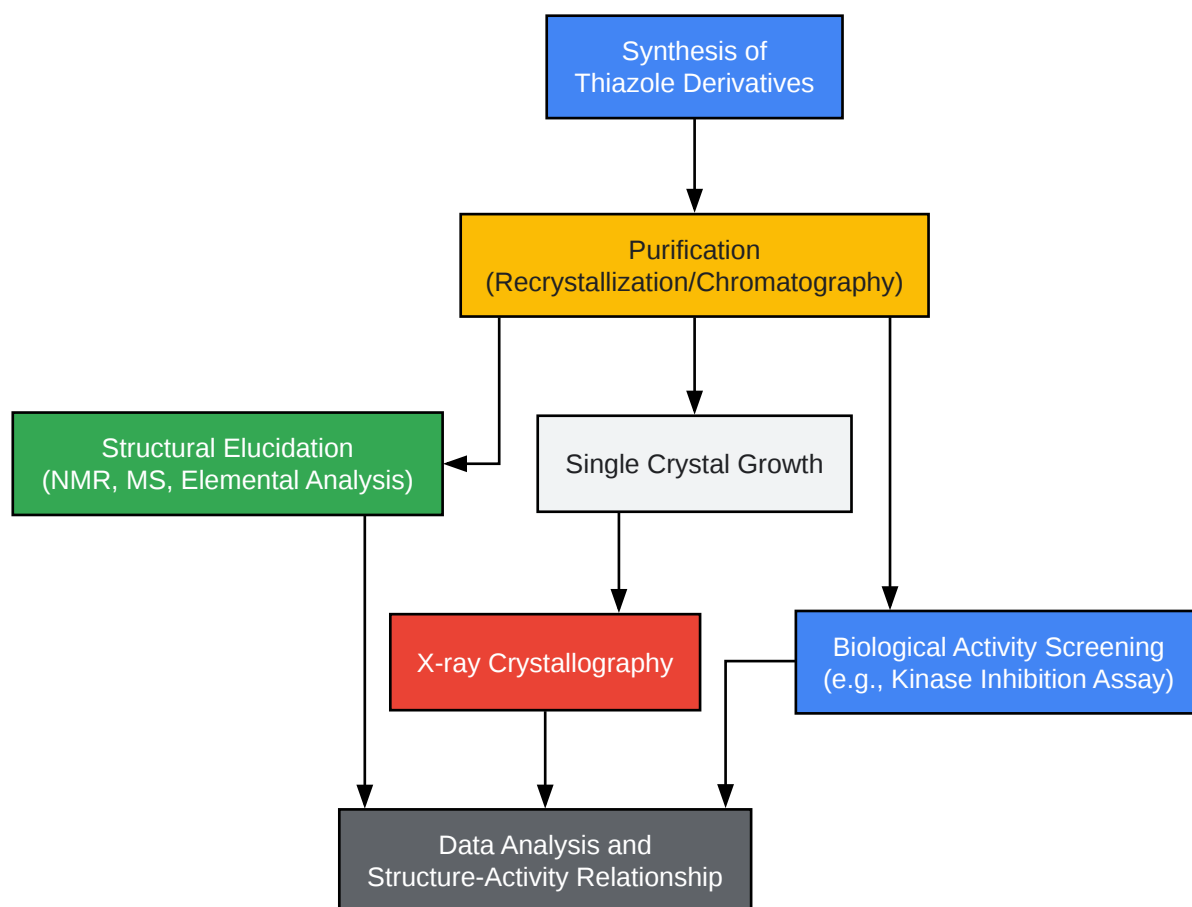 Synthesis of
Thiazole Derivatives
Purification
(Recrystallization/Chromatography)
Structural Elucidation
(NMR, MS, Elemental Analysis)
Single Crystal Growth
X-ray Crystallography
Biological Activity Screening
(e.g., Kinase Inhibition Assay)
Data Analysis and
Structure-Activity Relationship